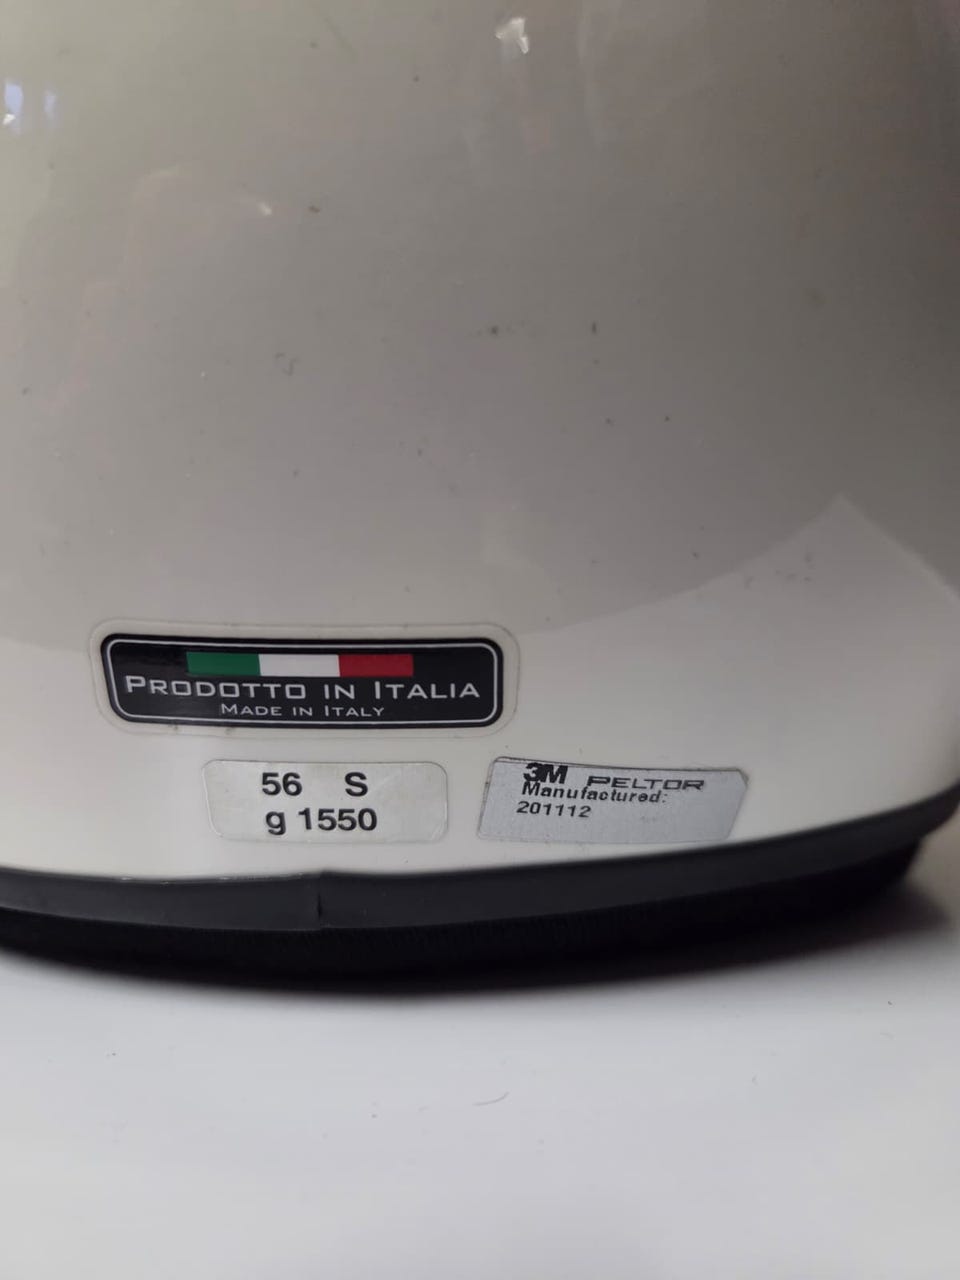 PRODOTTO IN ITALIA
MADE IN ITALY
56 S
g 1550
3M PELTOR
Manufactured:
201112